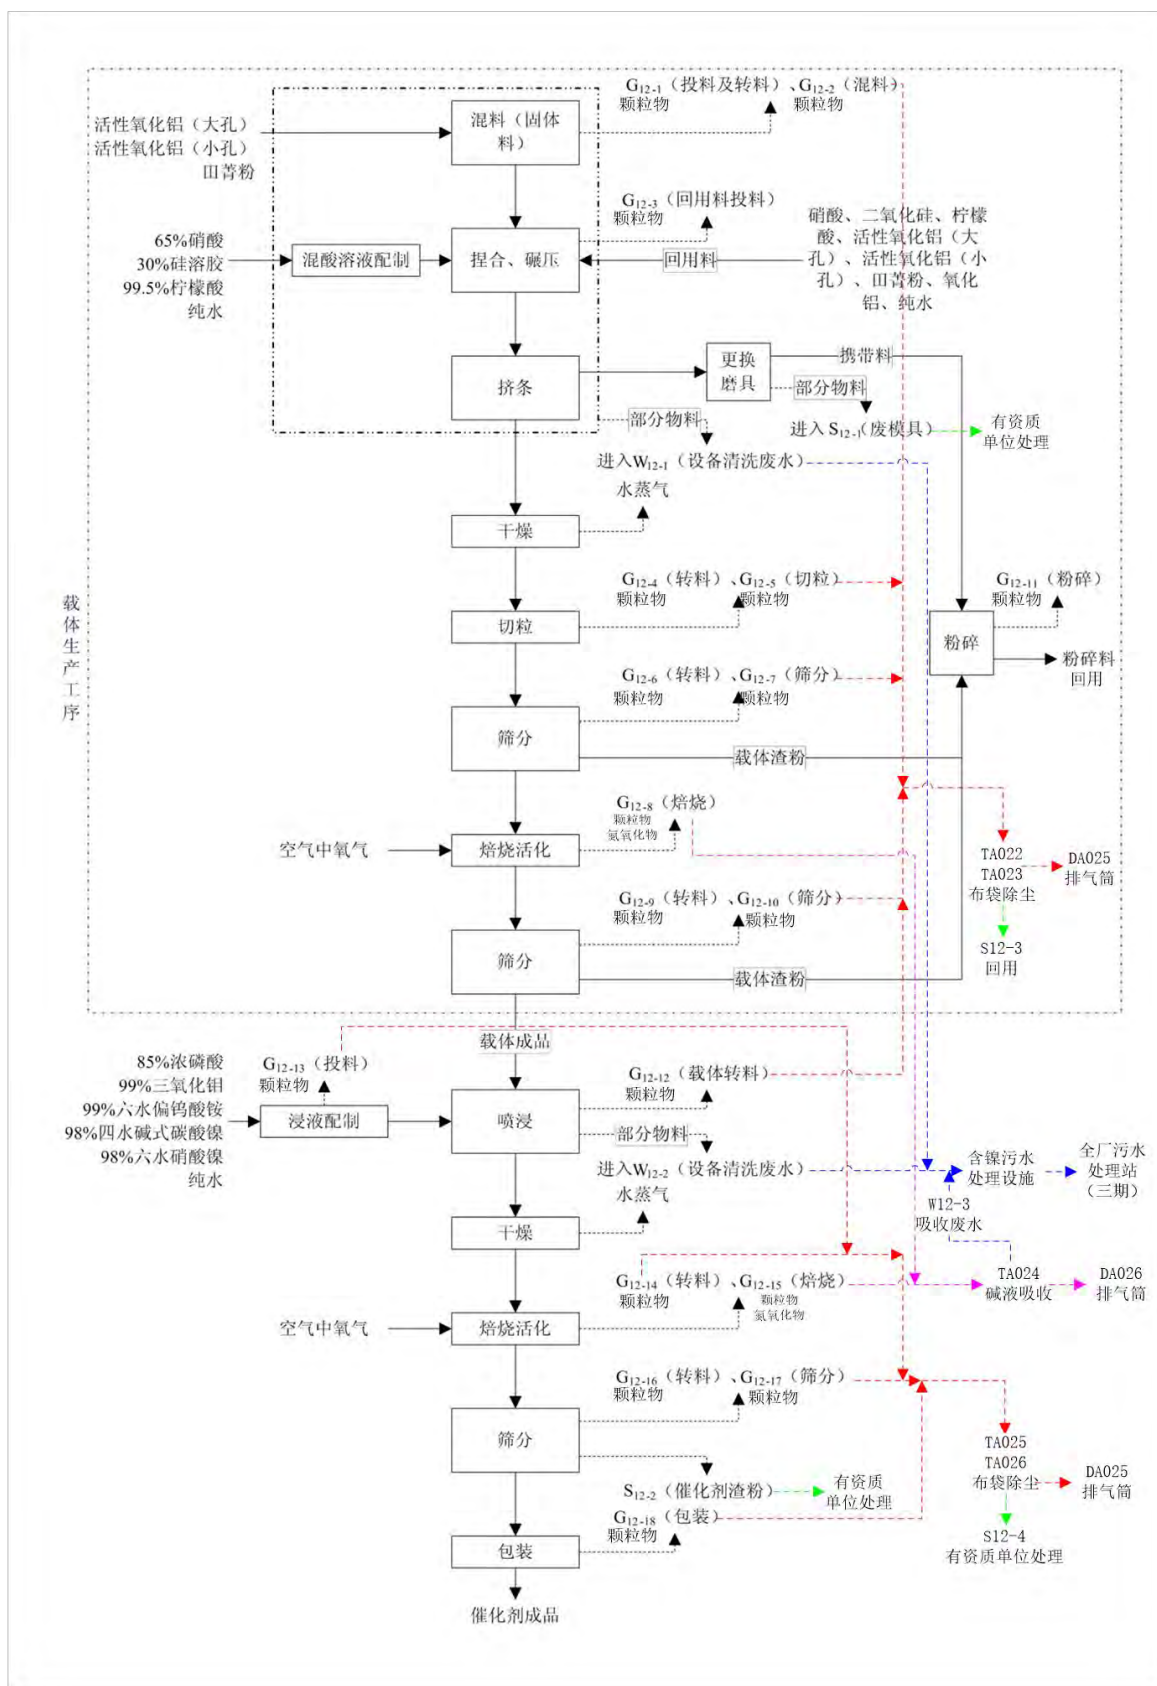 G12-1（投料及转料）、G12-2（混料）
颗粒物
颗粒物
活性氧化铝（大孔）
活性氧化铝（小孔）
田菁粉
混料（固体
料）
G12-3（回用料投料）
颗粒物
65%硝酸
30%硅溶胶
99.5%柠檬酸
纯水
混酸溶液配制
捏合、碾压
回用料
硝酸、二氧化硅、柠檬
酸、活性氧化铝（大
孔）、活性氧化铝（小
孔）、田菁粉、氧化
铝、纯水
挤条
更换
磨具
携带料
部分物料
部分物料
进入 S12-1（废模具）
有资质
单位处理
进入W12-1（设备清洗废水）
水蒸气
干燥
载体生产工序
G12-4（转料）、G12-5（切粒）
颗粒物
颗粒物
切粒
G12-11（粉碎）
颗粒物
粉碎
粉碎料
回用
G12-6（转料）、G12-7（筛分）
颗粒物
颗粒物
筛分
载体渣粉
G12-8（焙烧）
颗粒物
氮氧化物
空气中氧气
焙烧活化
TA022
TA023
布袋除尘
DA025
排气筒
G12-9（转料）、G12-10（筛分）
颗粒物
颗粒物
筛分
载体渣粉
S12-3
回用
载体成品
85%浓磷酸
99%三氧化钼
99%六水偏钨酸铵
98%四水碱式碳酸镍
98%六水硝酸镍
纯水
G12-13（投料）
颗粒物
浸液配制
G12-12（载体转料）
颗粒物
喷浸
部分物料
进入W12-2（设备清洗废水）
水蒸气
含镍污水
处理设施
全厂污水
处理站
（三期）
W12-3
吸收废水
干燥
G12-14（转料）、G12-15（焙烧）
颗粒物
颗粒物
氮氧化物
TA024
碱液吸收
DA026
排气筒
空气中氧气
焙烧活化
G12-16（转料）、G12-17（筛分）
颗粒物
颗粒物
筛分
TA025
TA026
布袋除尘
DA025
排气筒
S12-2（催化剂渣粉）
有资质
单位处理
G12-18（包装）
颗粒物
包装
S12-4
有资质单位处理
催化剂成品